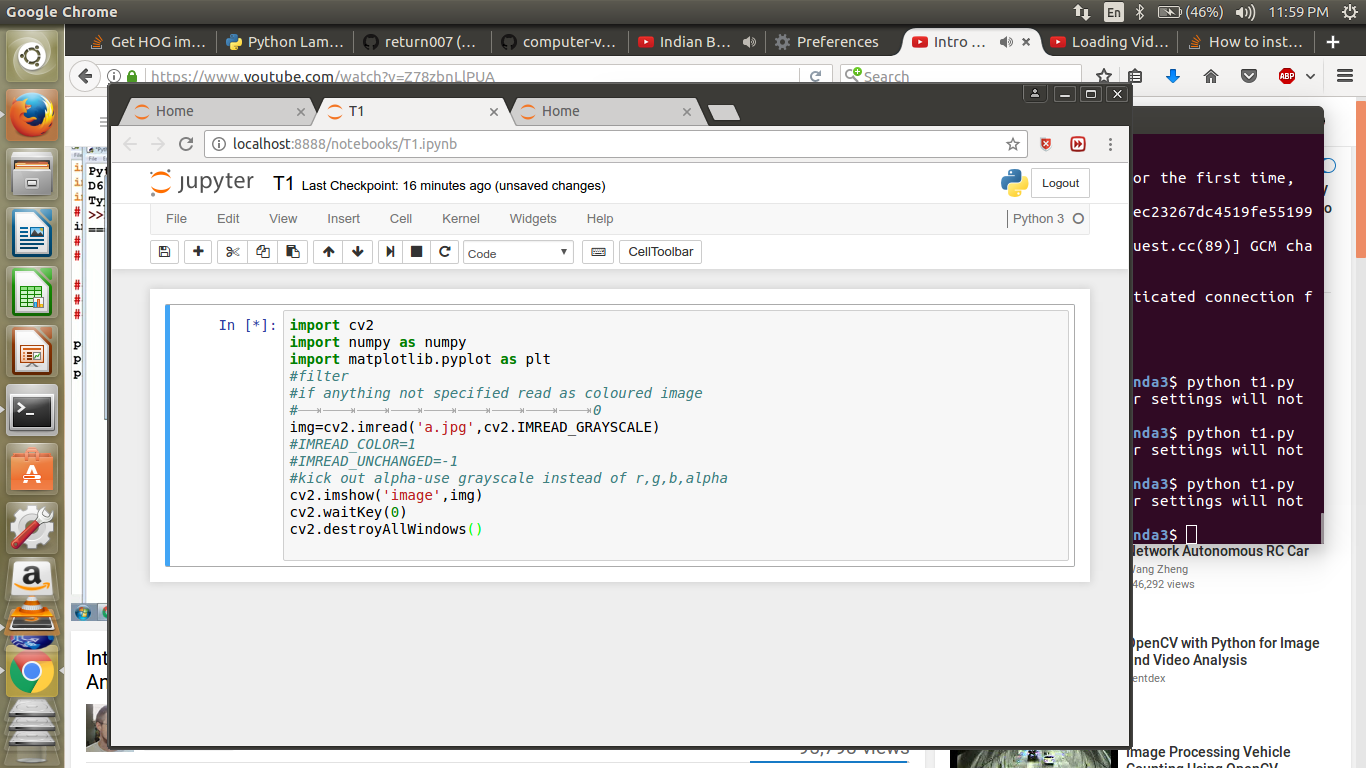 Google Chrome
En
(46%)
11:59 PM
Get HOG im...
Python Lam...
return007 (...
computer-v...
Indian B...
Preferences
Intro ...
Loading Vid...
How to inst...
https://www.youtube.com/watch?v=Z78zbnLlPUA
Search
ABP
Home
T1
Home
localhost:8888/notebooks/T1.ipynb
jupyter
T1 Last Checkpoint: 16 minutes ago (unsaved changes)
Logout
File
Edit
View
Insert
Cell
Kernel
Widgets
Help
Python 3
Code
CellToolbar
In [*]:
import cv2
import numpy as numpy
import matplotlib.pyplot as plt
#filter
#if anything not specified read as coloured image
# 0
img=cv2.imread('a.jpg',cv2.IMREAD_GRAYSCALE)
#IMREAD_COLOR=1
#IMREAD_UNCHANGED=-1
#kick out alpha-use grayscale instead of r,g,b,alpha
cv2.imshow('image',img)
cv2.waitKey(0)
cv2.destroyAllWindows()
or the first time,
ec23267dc4519fe55199
quest.cc(89)] GCM cha
ticated connection f
nda3$ python t1.py
r settings will not
nda3$ python t1.py
r settings will not
nda3$ python t1.py
r settings will not
nda3$
Network Autonomous RC Car
Wang Zheng
46,292 views
OpenCV with Python for Image
and Video Analysis
sentdex
Image Processing Vehicle
Counting Using OpenCV